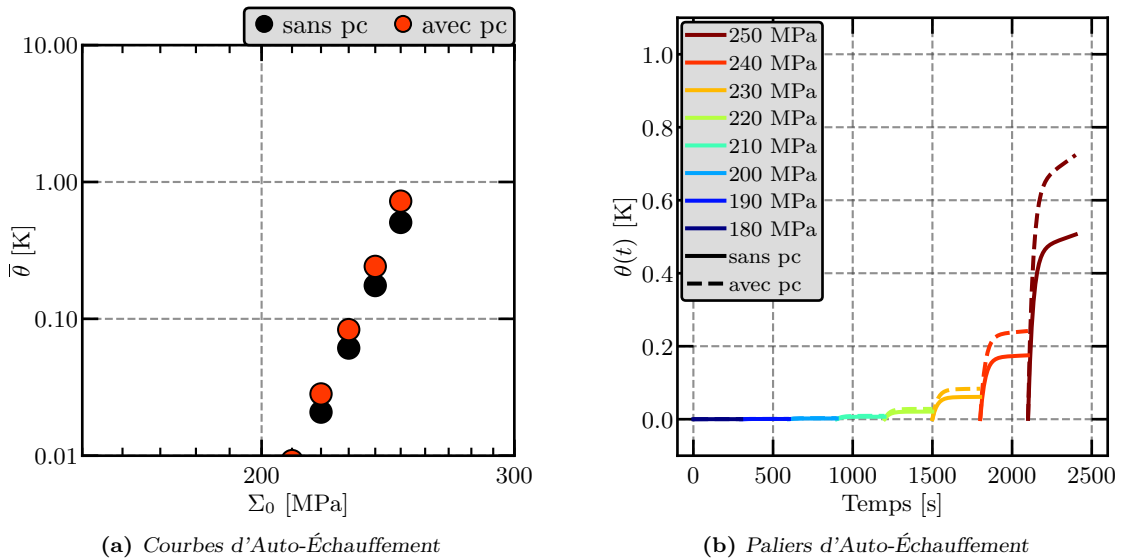 sans pc avec pc
10.00
1.00
0.10
0.01
θ̅ [K]
200
300
Σ₀ [MPa]
(a) Courbes d'Auto-Échauffement
250 MPa
240 MPa
230 MPa
220 MPa
210 MPa
200 MPa
190 MPa
180 MPa
sans pc
avec pc
1.0
0.8
0.6
0.4
0.2
0.0
θ(t) [K]
0 500 1000 1500 2000 2500
Temps [s]
(b) Paliers d'Auto-Échauffement